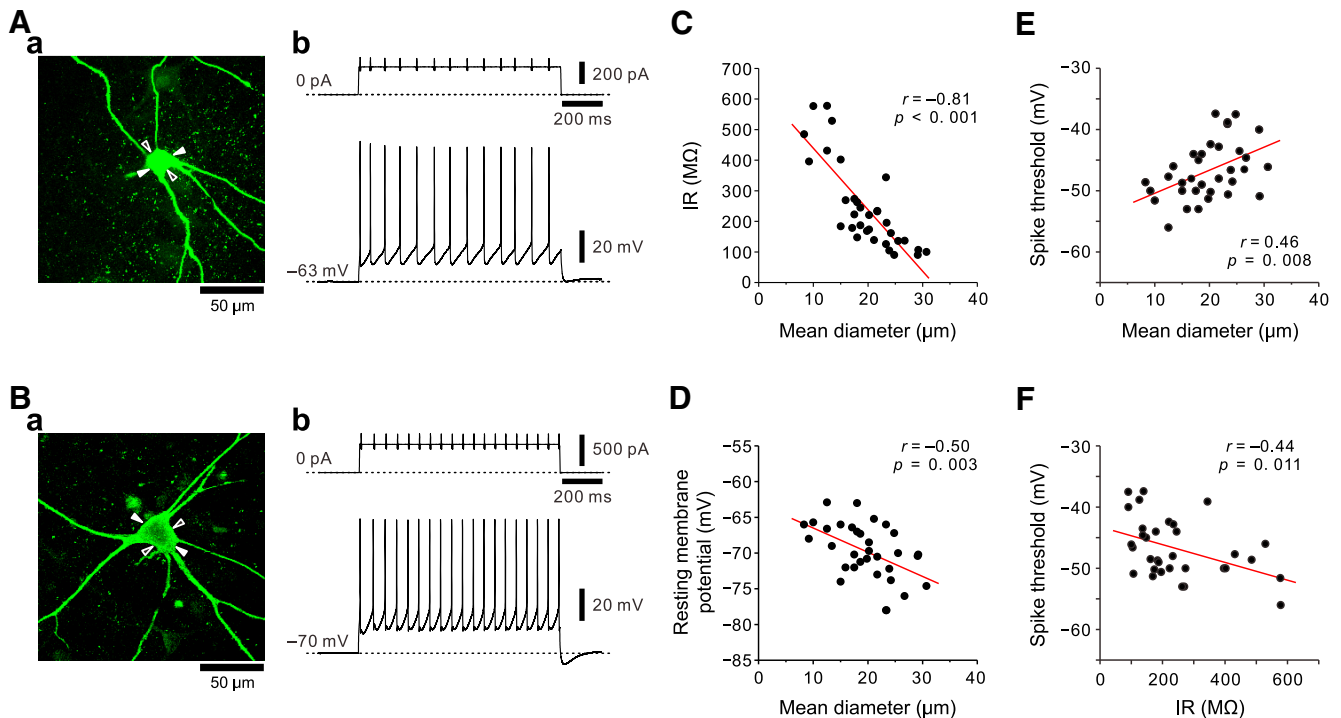 A
a
50 µm
b
0 pA
200 pA
200 ms
20 mV
−63 mV
B
a
50 µm
b
0 pA
500 pA
200 ms
20 mV
−70 mV
C
700
600
500
400
300
200
100
0
IR (MΩ)
r = −0.81
p < 0. 001
0 10 20 30 40
Mean diameter (µm)
D
−55
−60
−65
−70
−75
−80
−85
Resting membrane
potential (mV)
r = −0.50
p = 0. 003
0 10 20 30 40
Mean diameter (µm)
E
−30
−40
−50
−60
Spike threshold (mV)
r = 0.46
p = 0. 008
0 10 20 30 40
Mean diameter (µm)
F
−30
−40
−50
−60
Spike threshold (mV)
r = −0.44
p = 0. 011
0 200 400 600
IR (MΩ)